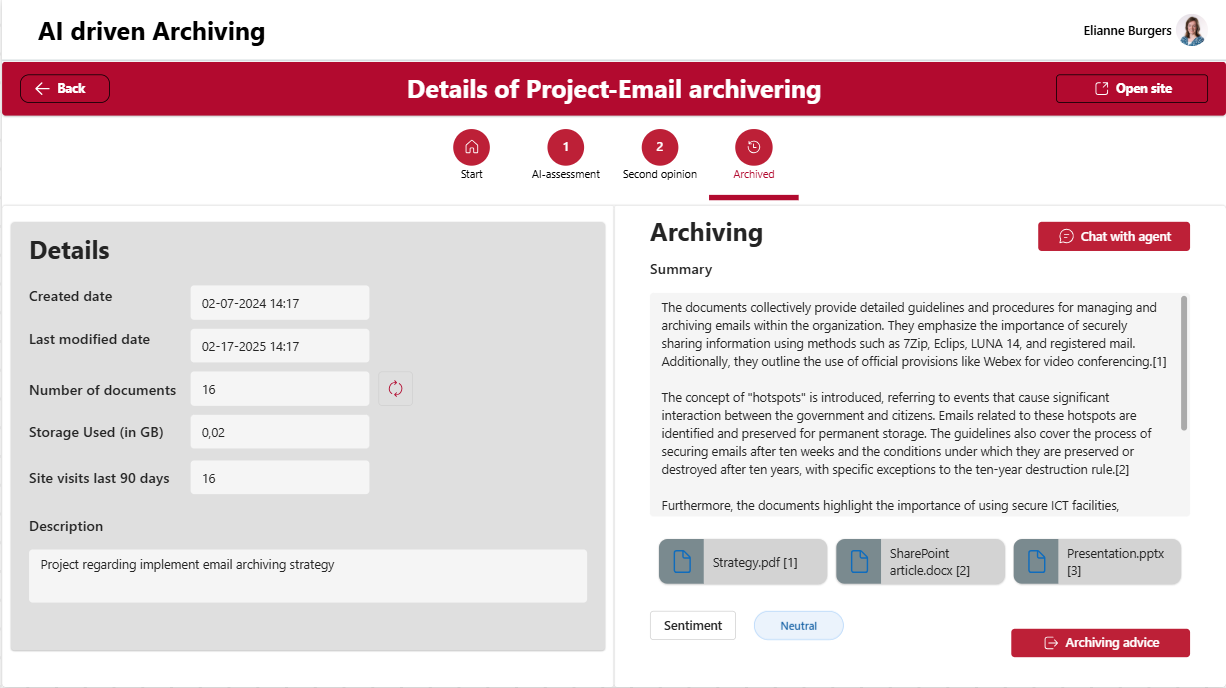 AI driven Archiving
Elianne Burgers
Back
Details of Project-Email archivering
Open site
1
2
Start
AI-assessment
Second opinion
Archived
Details
Created date
02-07-2024 14:17
Last modified date
02-17-2025 14:17
Number of documents
16
Storage Used (in GB)
0,02
Site visits last 90 days
16
Description
Project regarding implement email archiving strategy
Archiving
Chat with agent
Summary
The documents collectively provide detailed guidelines and procedures for managing and
archiving emails within the organization. They emphasize the importance of securely
sharing information using methods such as 7Zip, Eclips, LUNA 14, and registered mail.
Additionally, they outline the use of official provisions like Webex for video conferencing.[1]
The concept of "hotspots" is introduced, referring to events that cause significant
interaction between the government and citizens. Emails related to these hotspots are
identified and preserved for permanent storage. The guidelines also cover the process of
securing emails after ten weeks and the conditions under which they are preserved or
destroyed after ten years, with specific exceptions to the ten-year destruction rule.[2]
Furthermore, the documents highlight the importance of using secure ICT facilities,
Strategy.pdf [1]
SharePoint
article.docx [2]
Presentation.pptx
[3]
Sentiment
Neutral
Archiving advice